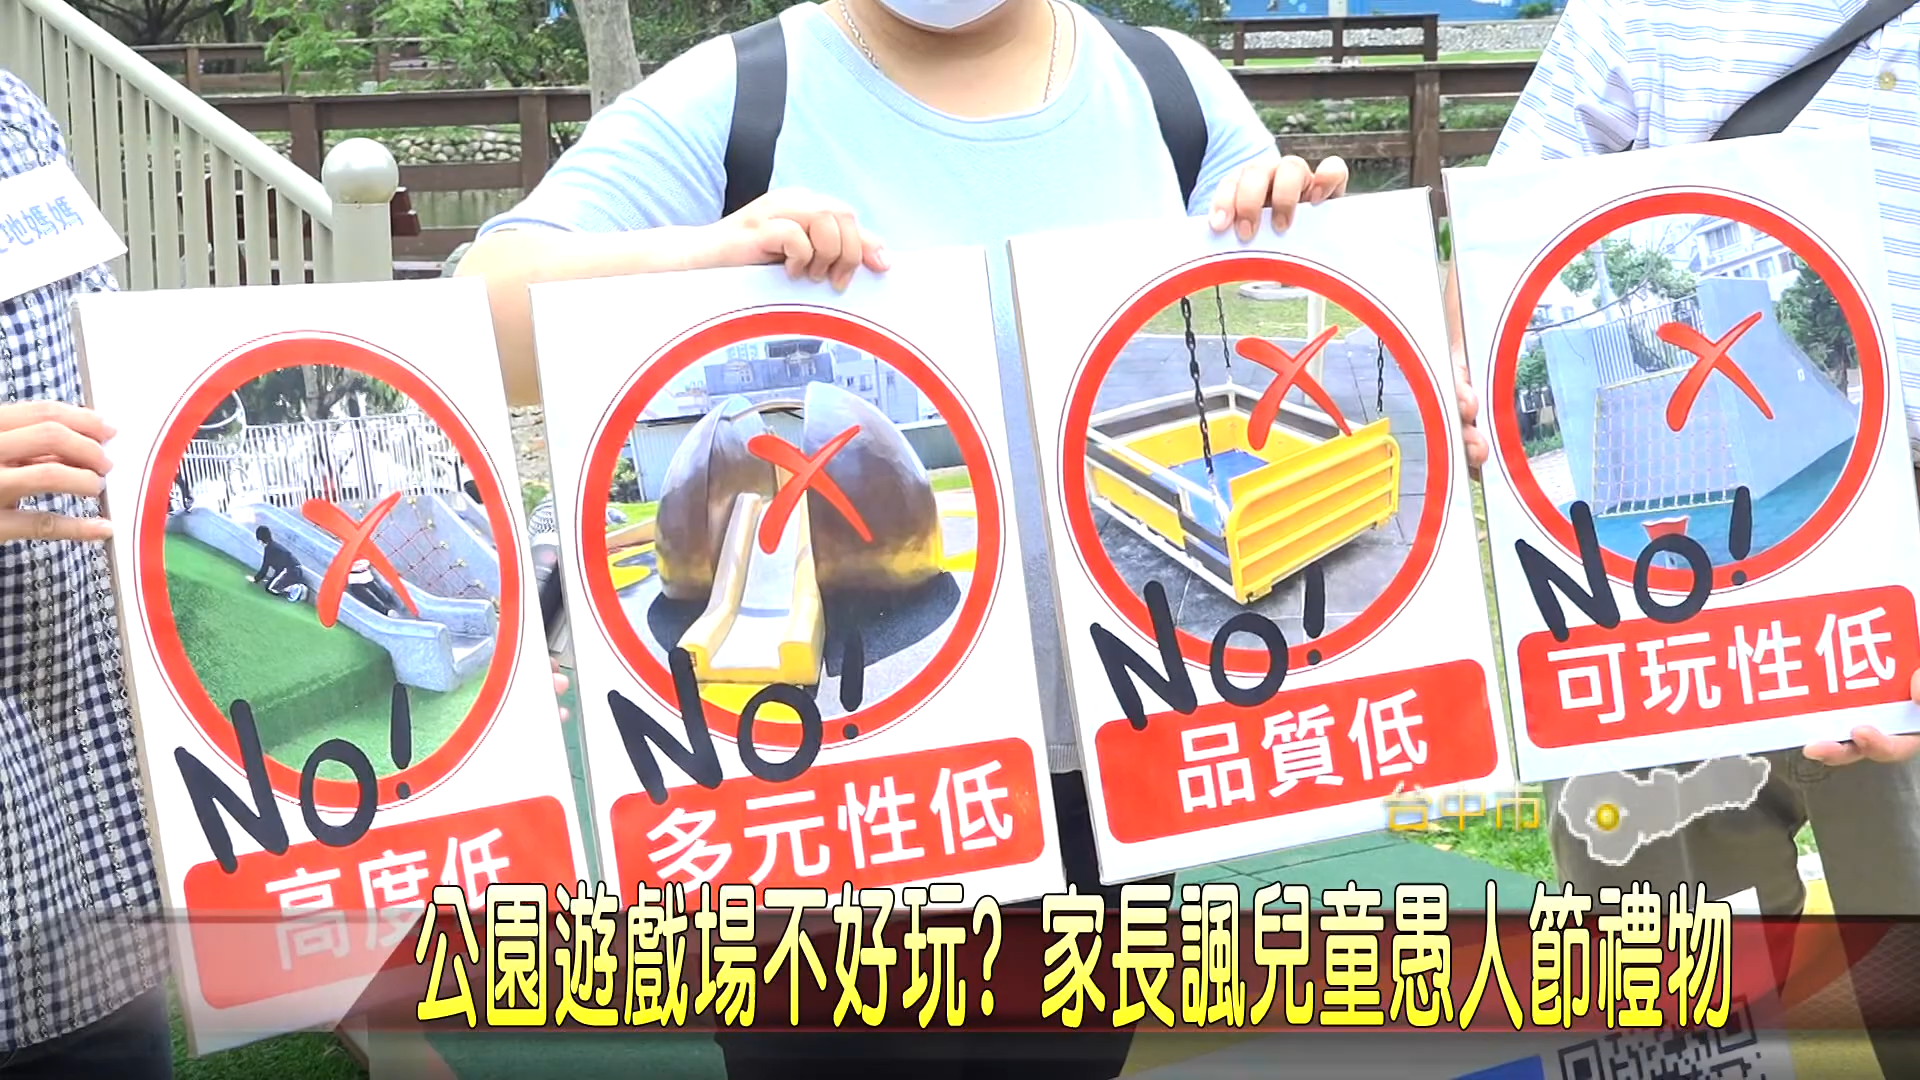 地媽媽
No!
高度低
No!
多元性低
No!
品質低
No!
可玩性低
台中市
公園遊戲場不好玩? 家長諷兒童愚人節禮物